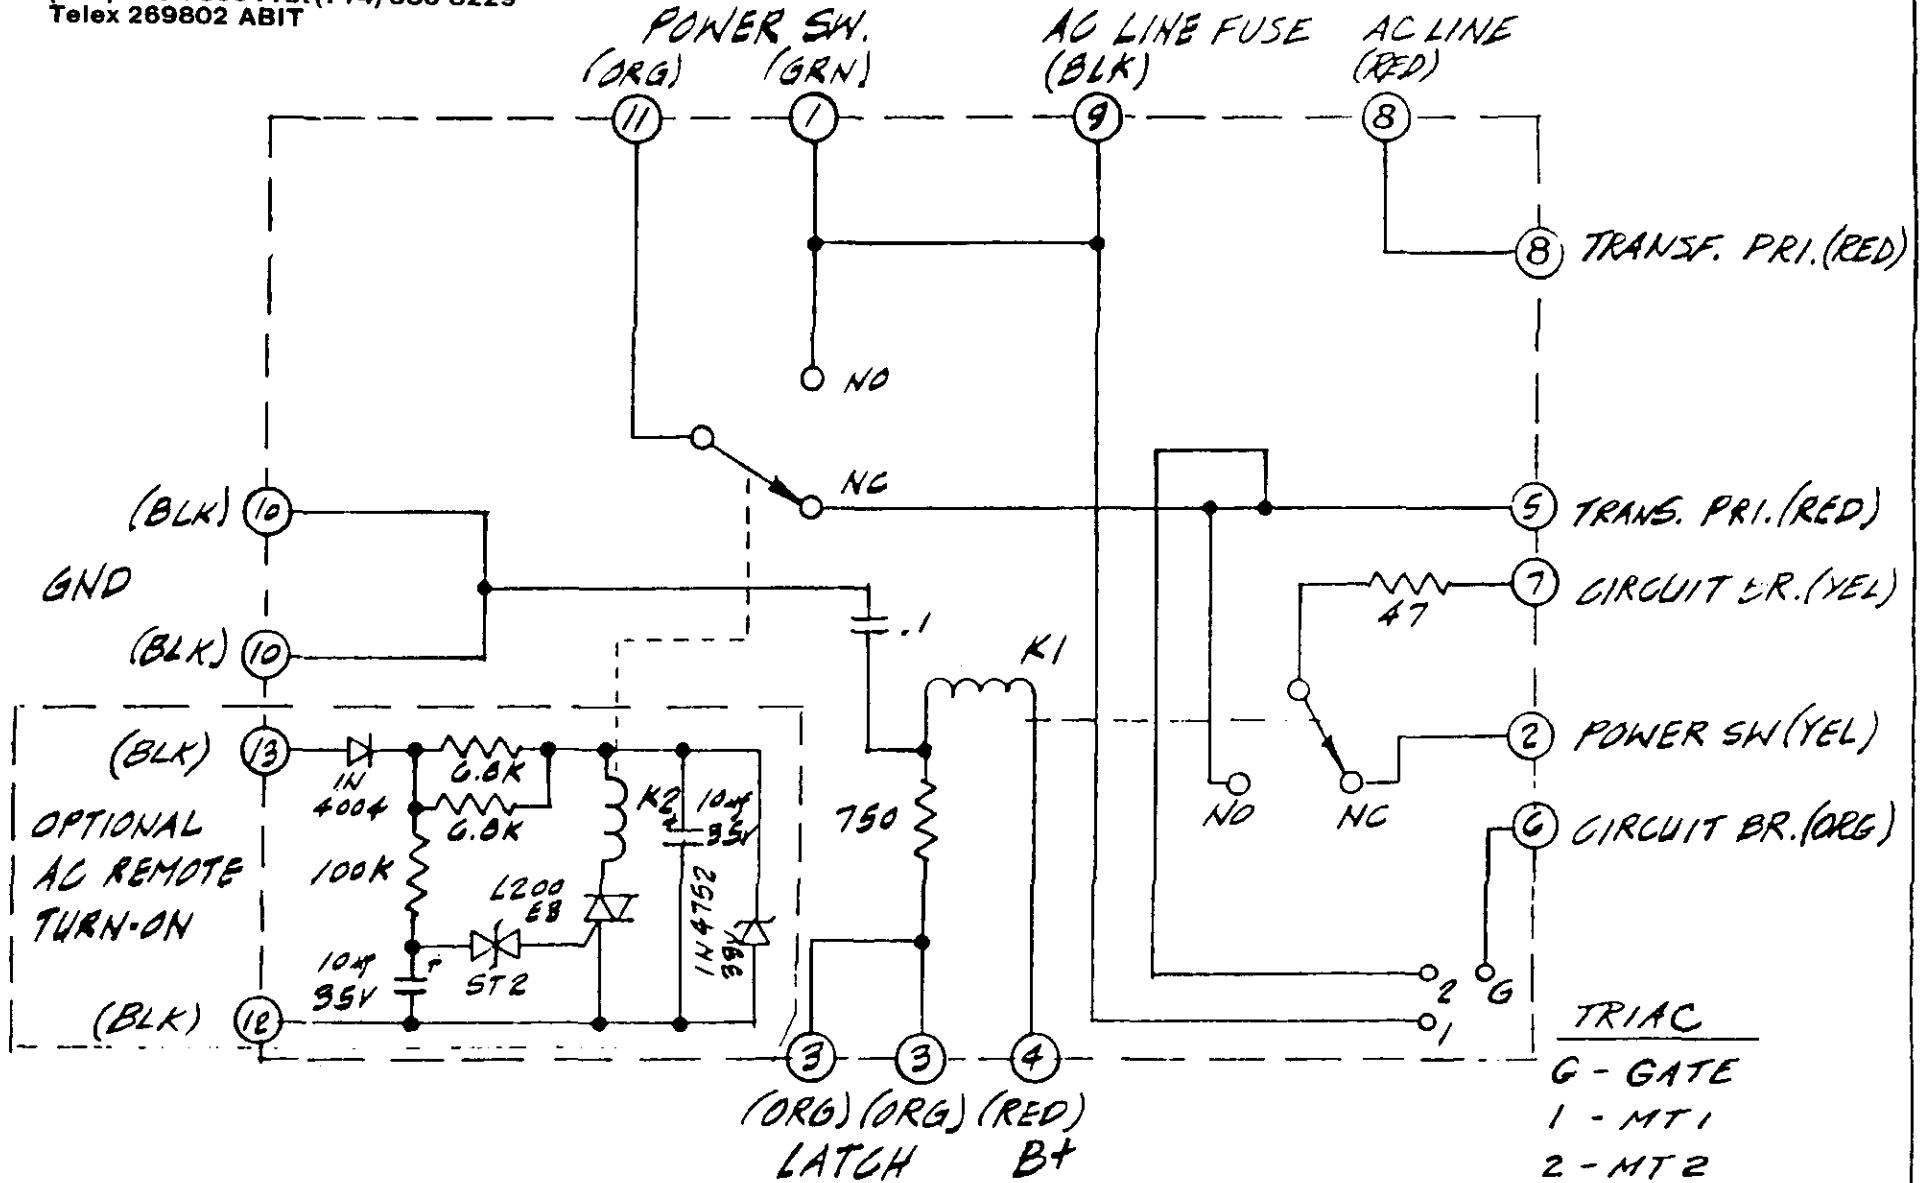 Telex 269802 ABIT
POWER SW. AC LINE FUSE AC LINE
(ORG) (GRN) (BLK) (RED)
11 1 9 8
8 TRANSF. PRI. (RED)
NO
NC
(BLK) 10
5 TRANS. PRI. (RED)
GND
7 CIRCUIT BR. (YEL)
47
.1
(BLK) 10
K1
(BLK) 13
2 POWER SW (YEL)
6.8K
1N
4004
6.8K
K2
+
10µf
35V
750
NO NC
OPTIONAL
AC REMOTE
TURN-ON
6 CIRCUIT BR. (ORG)
100K
L200
E8
1N4752
33V
ST2
10µf
35V
+
2 G
1
(BLK) 12
3 3 4
(ORG) (ORG) (RED)
LATCH B+
TRIAC
G - GATE
1 - MT1
2 - MT2